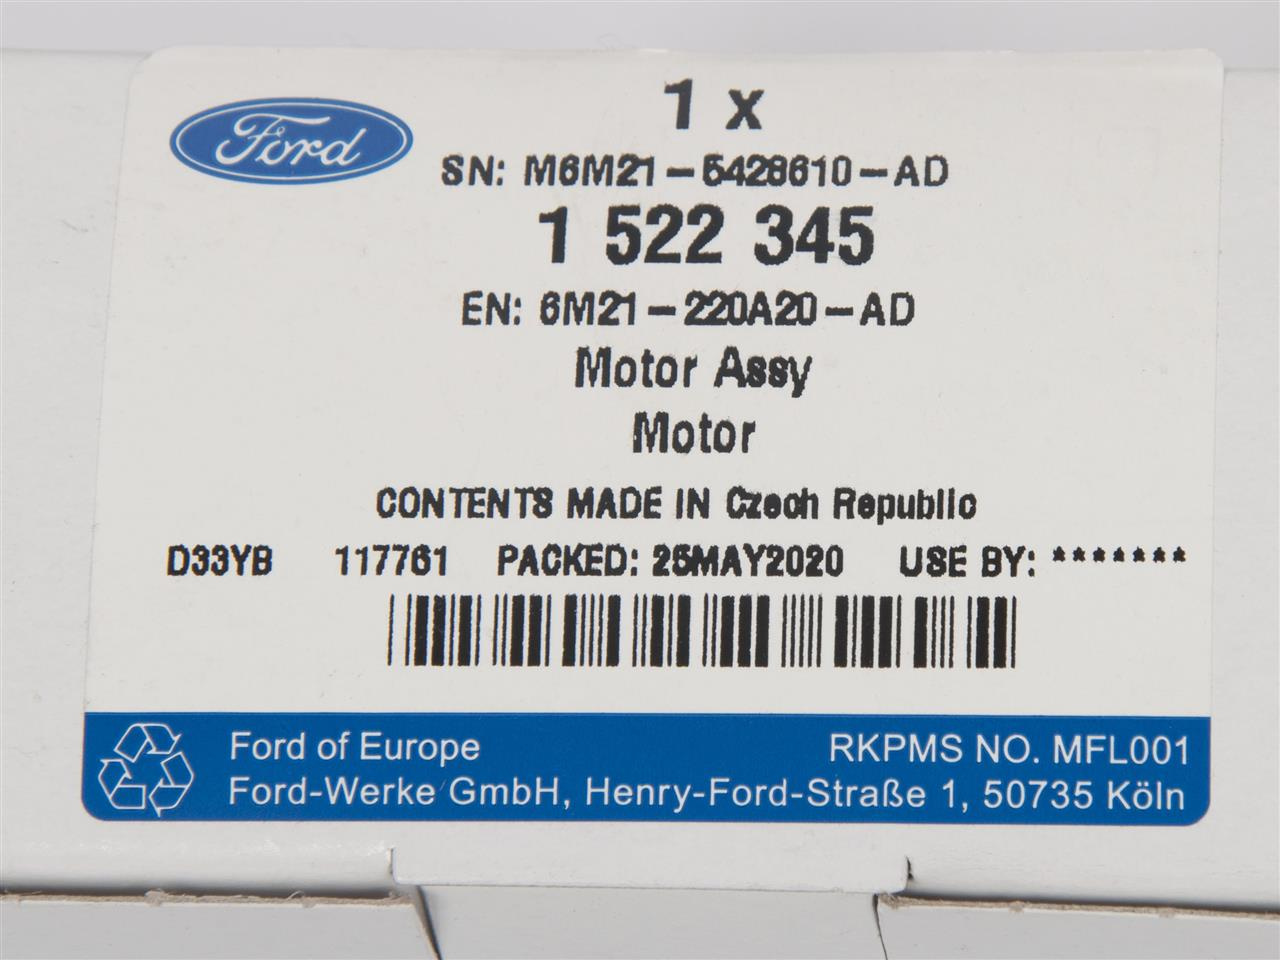 Ford
1 x
SN: M6M21-5428610-AD
1 522 345
EN: 6M21-220A20-AD
Motor Assy
Motor
CONTENTS MADE IN Czech Republic
D33YB 117761 PACKED: 25MAY2020 USE BY: *******
Ford of Europe RKPMS NO. MFL001
Ford-Werke GmbH, Henry-Ford-Straße 1, 50735 Köln